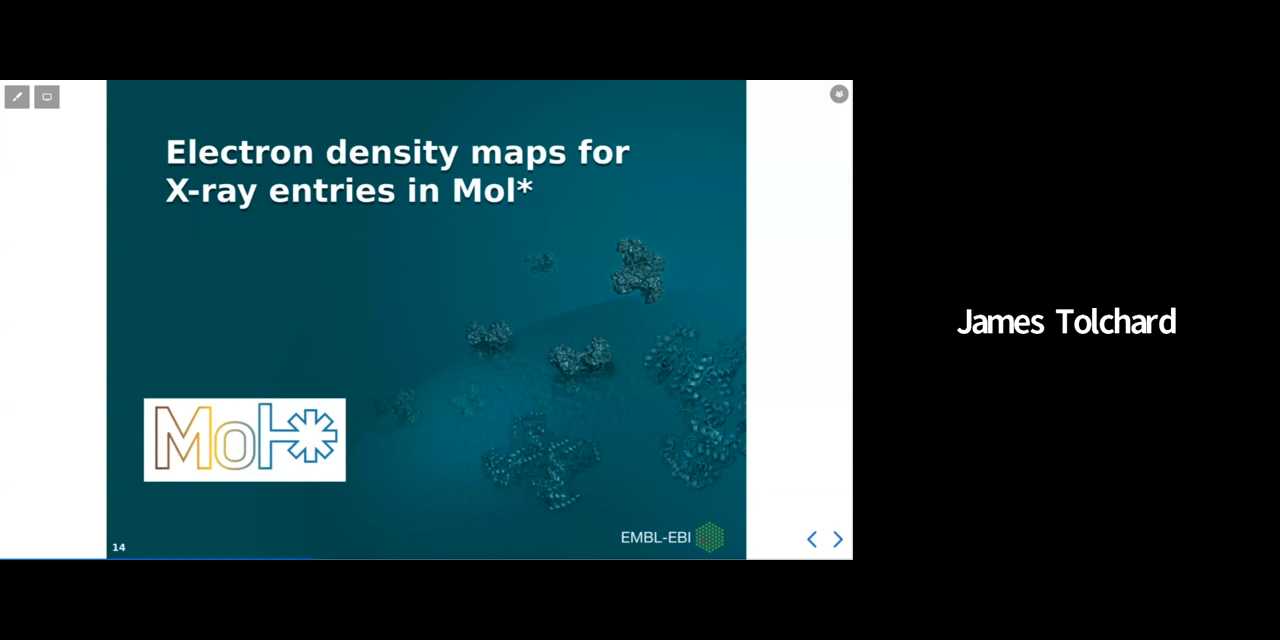 Electron density maps for
X-ray entries in Mol*
James Tolchard
Mol*
EMBL-EBI
14